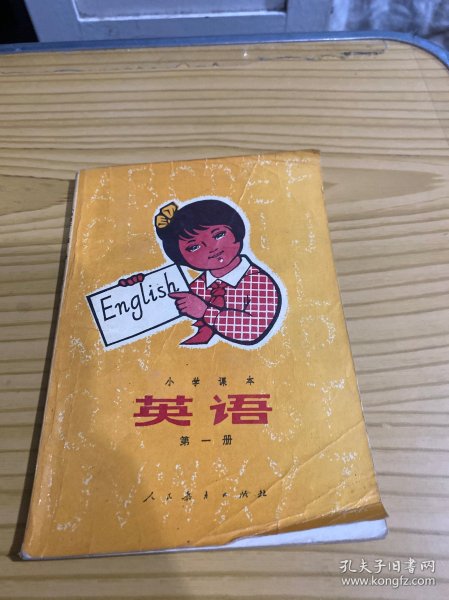 English
小学课本
英语
第一册
人民教育出版社
孔夫子旧书网
www.kongfz.com